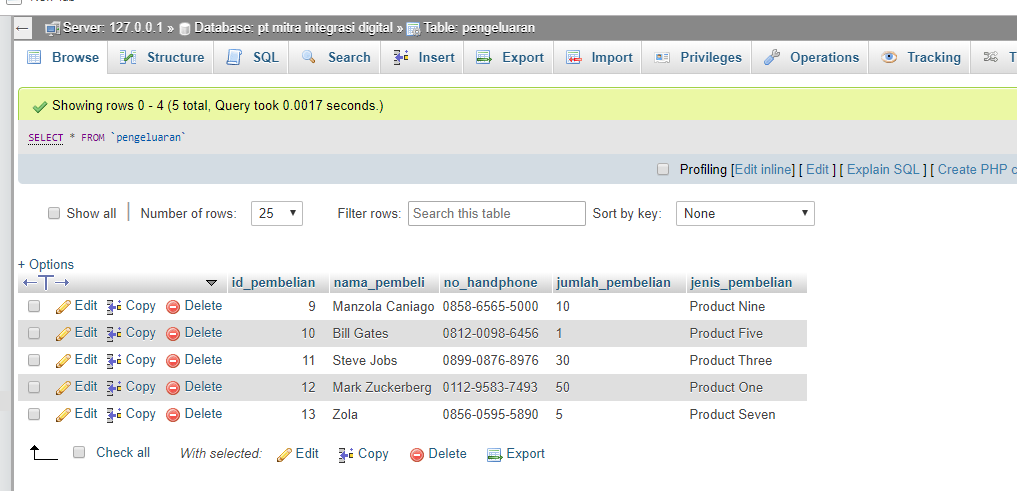 Server: 127.0.0.1 » Database: pt mitra integrasi digital » Table: pengeluaran
Browse Structure SQL Search Insert Export Import Privileges Operations Tracking
Showing rows 0 - 4 (5 total, Query took 0.0017 seconds.)
SELECT * FROM `pengeluaran`
Profiling [Edit inline] [ Edit ] [ Explain SQL ] [ Create PHP
Show all Number of rows: 25 Filter rows: Search this table Sort by key: None
+ Options
id_pembelian nama_pembeli no_handphone jumlah_pembelian jenis_pembelian
Edit Copy Delete 9 Manzola Caniago 0858-6565-5000 10 Product Nine
Edit Copy Delete 10 Bill Gates 0812-0098-6456 1 Product Five
Edit Copy Delete 11 Steve Jobs 0899-0876-8976 30 Product Three
Edit Copy Delete 12 Mark Zuckerberg 0112-9583-7493 50 Product One
Edit Copy Delete 13 Zola 0856-0595-5890 5 Product Seven
Check all With selected: Edit Copy Delete Export